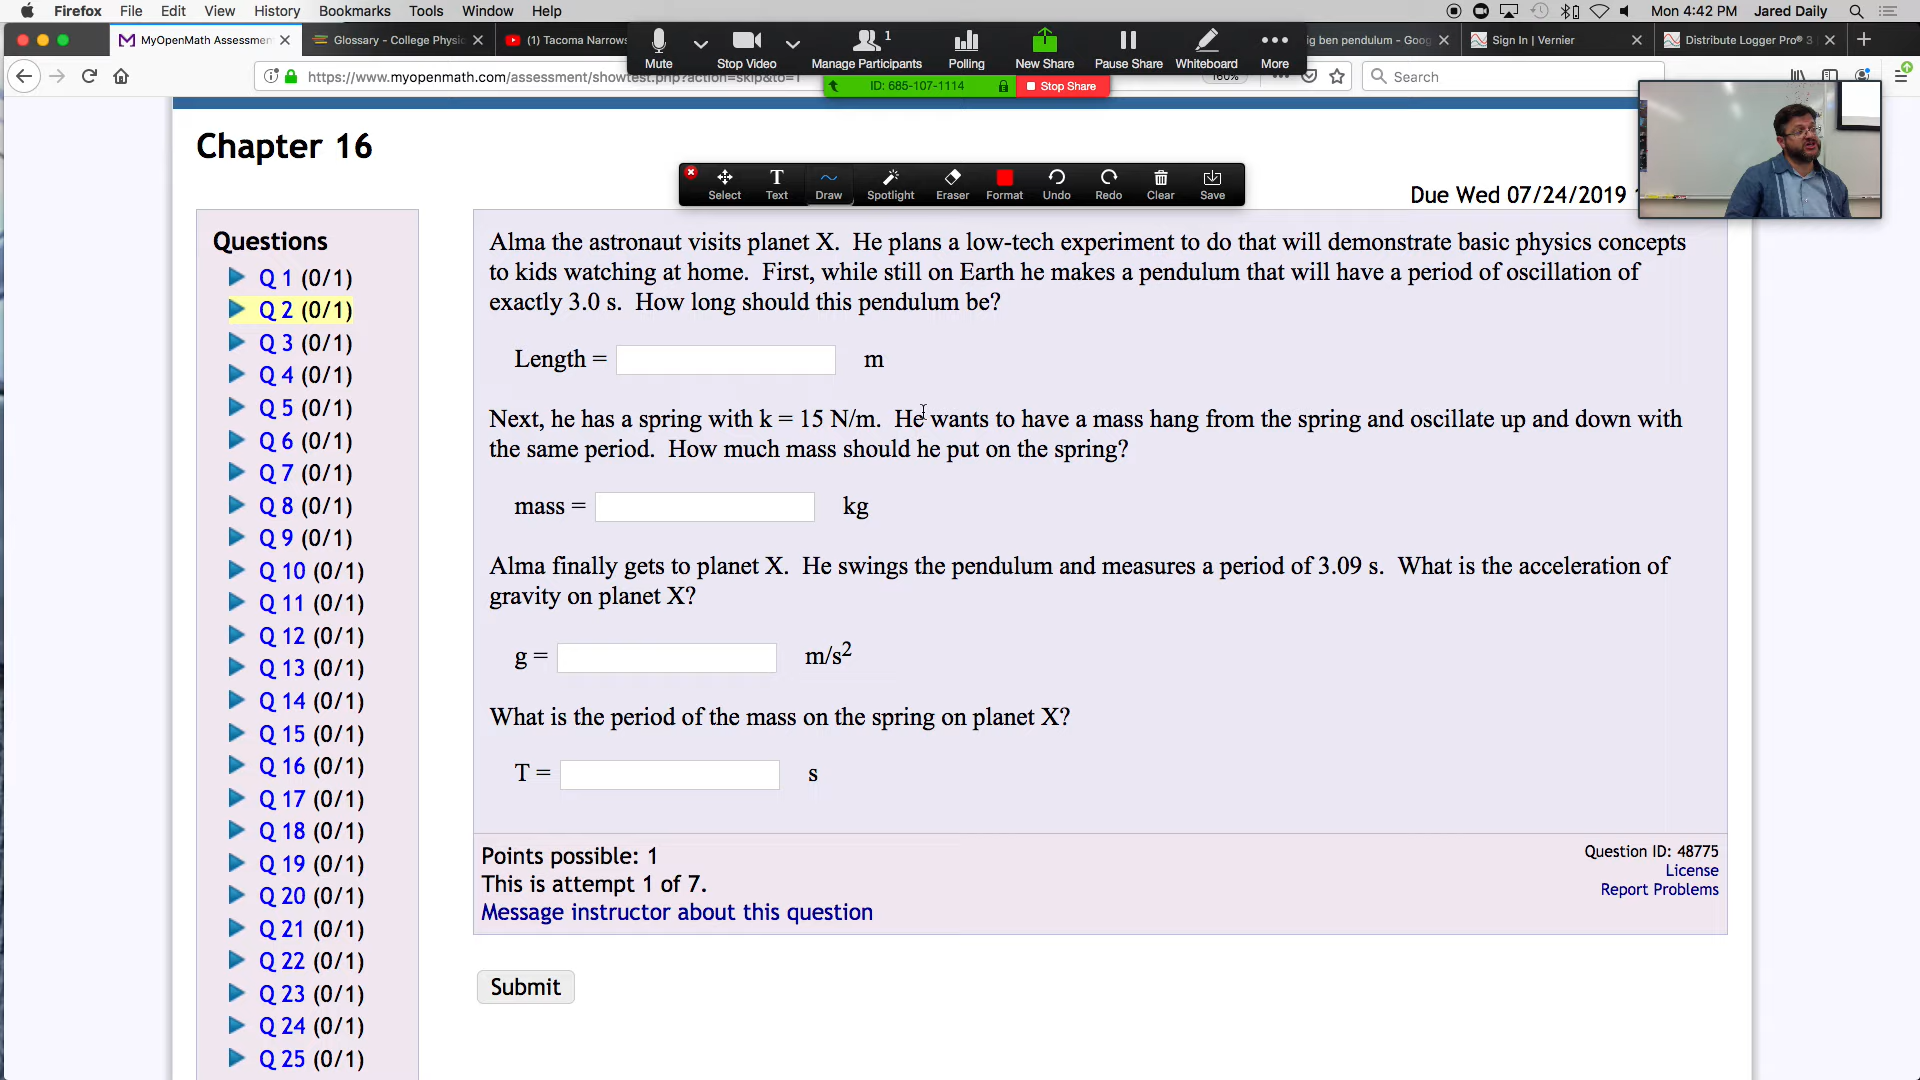 Firefox File Edit View History Bookmarks Tools Window Help Mon 4:42 PM Jared Daily
MyOpenMath Assessmen Glossary - College Physic (1) Tacoma Narrows ig ben pendulum - Goog Sign In | Vernier Distribute Logger Pro® 3
Mute Stop Video Manage Participants 1 Polling New Share Pause Share Whiteboard More
https://www.myopenmath.com/assessment/showtest.php?action=skip&to=1 160% Search
ID: 685-107-1114 Stop Share
Chapter 16
Select Text Draw Spotlight Eraser Format Undo Redo Clear Save
Due Wed 07/24/2019
Questions
Q 1 (0/1)
Q 2 (0/1)
Q 3 (0/1)
Q 4 (0/1)
Q 5 (0/1)
Q 6 (0/1)
Q 7 (0/1)
Q 8 (0/1)
Q 9 (0/1)
Q 10 (0/1)
Q 11 (0/1)
Q 12 (0/1)
Q 13 (0/1)
Q 14 (0/1)
Q 15 (0/1)
Q 16 (0/1)
Q 17 (0/1)
Q 18 (0/1)
Q 19 (0/1)
Q 20 (0/1)
Q 21 (0/1)
Q 22 (0/1)
Q 23 (0/1)
Q 24 (0/1)
Q 25 (0/1)
Alma the astronaut visits planet X. He plans a low-tech experiment to do that will demonstrate basic physics concepts
to kids watching at home. First, while still on Earth he makes a pendulum that will have a period of oscillation of
exactly 3.0 s. How long should this pendulum be?
Length = m
Next, he has a spring with k = 15 N/m. He wants to have a mass hang from the spring and oscillate up and down with
the same period. How much mass should he put on the spring?
mass = kg
Alma finally gets to planet X. He swings the pendulum and measures a period of 3.09 s. What is the acceleration of
gravity on planet X?
g = m/s²
What is the period of the mass on the spring on planet X?
T = s
Points possible: 1
This is attempt 1 of 7.
Message instructor about this question
Question ID: 48775
License
Report Problems
Submit